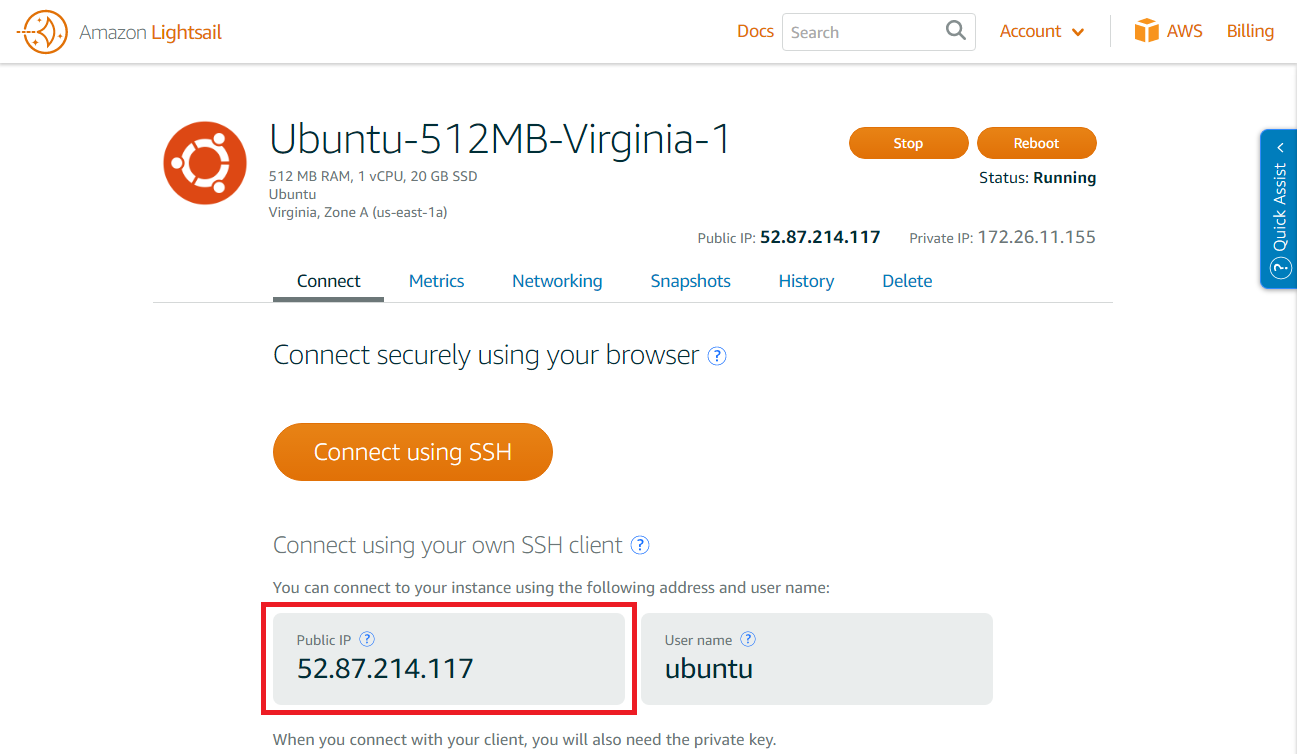 Amazon Lightsail
Docs
Search
Account
AWS
Billing
Ubuntu-512MB-Virginia-1
512 MB RAM, 1 vCPU, 20 GB SSD
Ubuntu
Virginia, Zone A (us-east-1a)
Stop
Reboot
Status: Running
Public IP: 52.87.214.117
Private IP: 172.26.11.155
Quick Assist
?
Connect
Metrics
Networking
Snapshots
History
Delete
Connect securely using your browser ?
Connect using SSH
Connect using your own SSH client ?
You can connect to your instance using the following address and user name:
Public IP ?
52.87.214.117
User name ?
ubuntu
When you connect with your client, you will also need the private key.